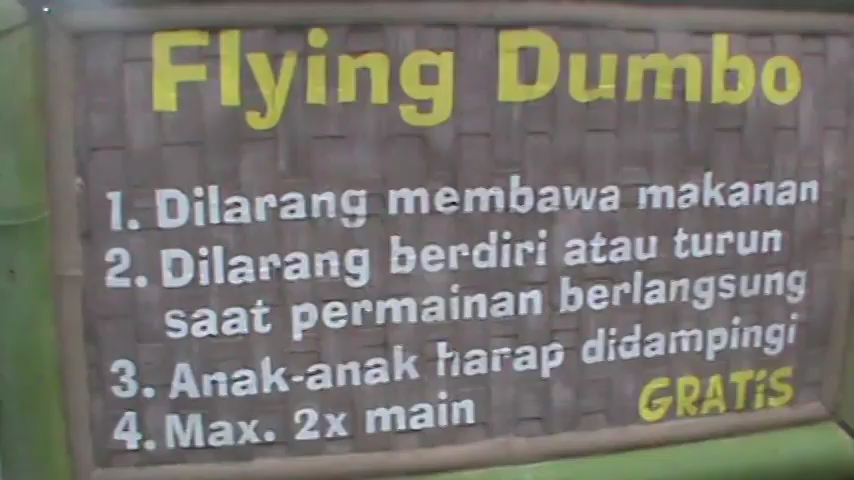 Flying Dumbo
1. Dilarang membawa makanan
2. Dilarang berdiri atau turun
saat permainan berlangsung
3. Anak-anak harap didampingi
4. Max. 2x main
GRATiS